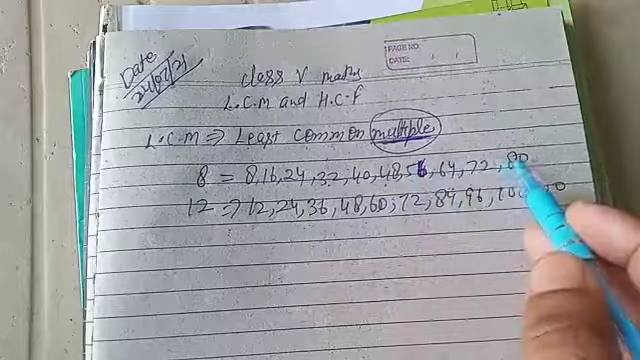 PAGE NO.
DATE:
Date
24/02/21
class V maths
L.C.M and H.C.F
L.C.M ⇒ Least common multiple
8 = 8,16,24,32,40,48,56,64,72,80
12 ⇒ 12,24,36,48,60,72,84,96,